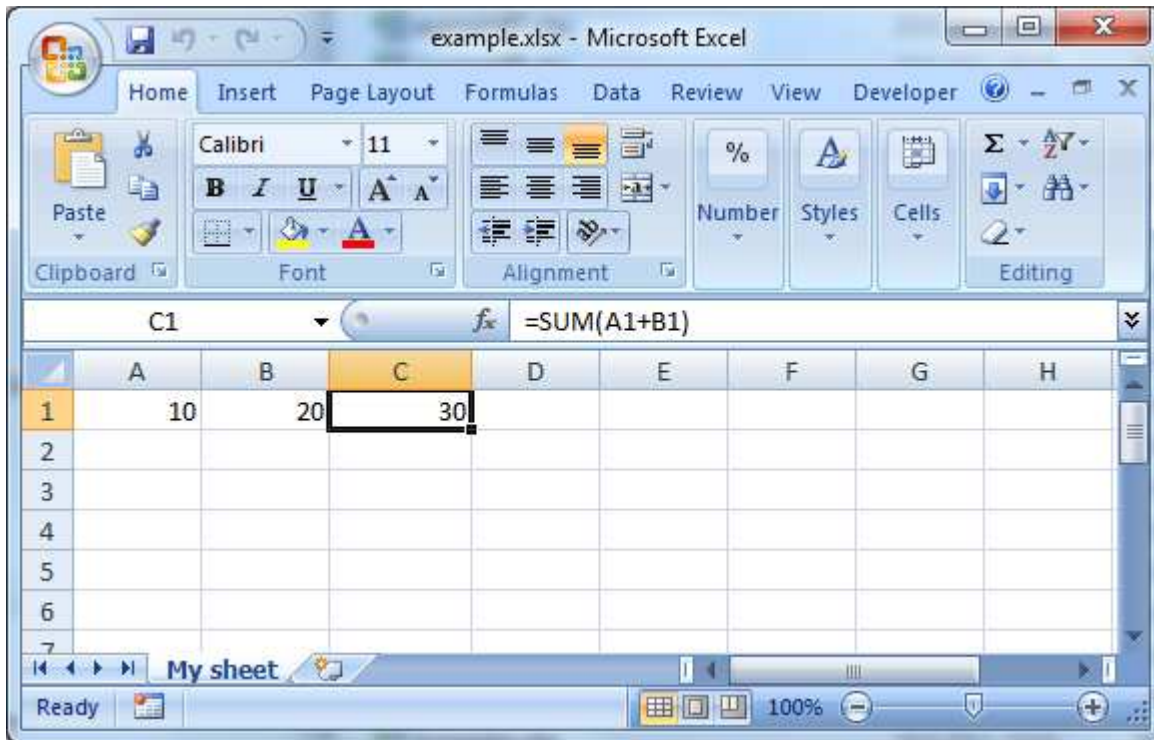 example.xlsx - Microsoft Excel
Home Insert Page Layout Formulas Data Review View Developer
Paste
Clipboard
Calibri 11
B I U A A
A
Font
Alignment
%
Number
Styles
Cells
Σ
A
Z
Editing
C1 fx =SUM(A1+B1)
A B C D E F G H
1 10 20 30
2
3
4
5
6
7
My sheet
Ready 100%